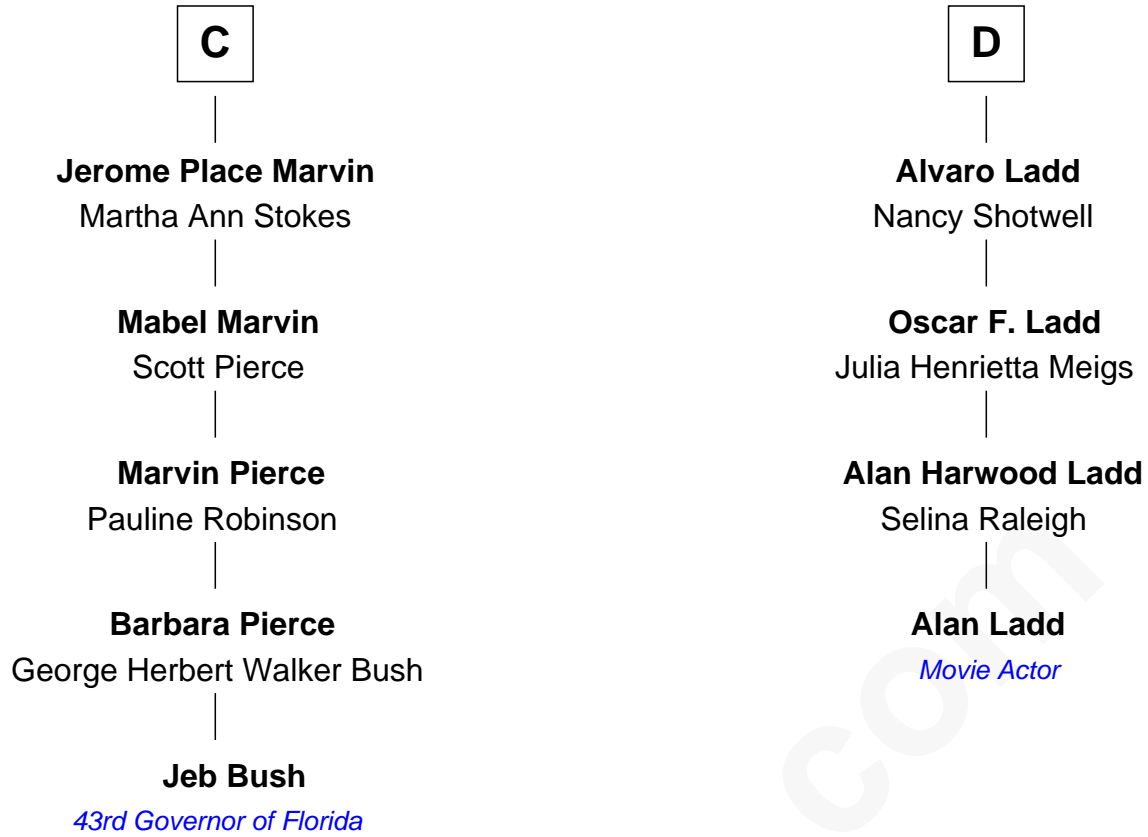 C
Jerome Place Marvin
Martha Ann Stokes
Mabel Marvin
Scott Pierce
Marvin Pierce
Pauline Robinson
Barbara Pierce
George Herbert Walker Bush
Jeb Bush
43rd Governor of Florida
D
Alvaro Ladd
Nancy Shotwell
Oscar F. Ladd
Julia Henrietta Meigs
Alan Harwood Ladd
Selina Raleigh
Alan Ladd
Movie Actor
com